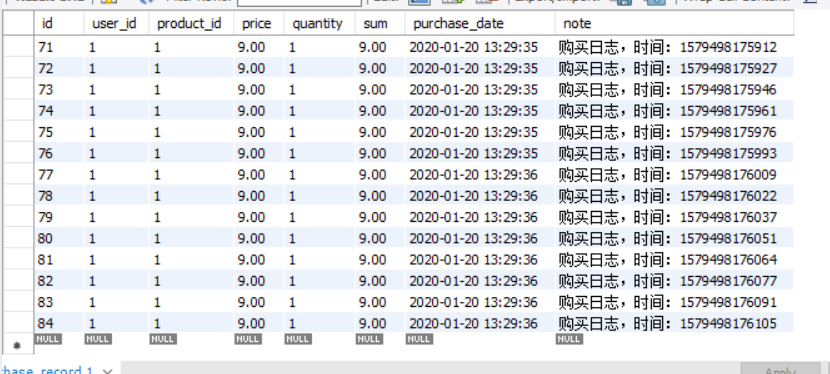 id user_id product_id price quantity sum purchase_date note
71 1 1 9.00 1 9.00 2020-01-20 13:29:35 购买日志，时间：1579498175912
72 1 1 9.00 1 9.00 2020-01-20 13:29:35 购买日志，时间：1579498175927
73 1 1 9.00 1 9.00 2020-01-20 13:29:35 购买日志，时间：1579498175946
74 1 1 9.00 1 9.00 2020-01-20 13:29:35 购买日志，时间：1579498175961
75 1 1 9.00 1 9.00 2020-01-20 13:29:35 购买日志，时间：1579498175976
76 1 1 9.00 1 9.00 2020-01-20 13:29:35 购买日志，时间：1579498175993
77 1 1 9.00 1 9.00 2020-01-20 13:29:36 购买日志，时间：1579498176009
78 1 1 9.00 1 9.00 2020-01-20 13:29:36 购买日志，时间：1579498176022
79 1 1 9.00 1 9.00 2020-01-20 13:29:36 购买日志，时间：1579498176037
80 1 1 9.00 1 9.00 2020-01-20 13:29:36 购买日志，时间：1579498176051
81 1 1 9.00 1 9.00 2020-01-20 13:29:36 购买日志，时间：1579498176064
82 1 1 9.00 1 9.00 2020-01-20 13:29:36 购买日志，时间：1579498176077
83 1 1 9.00 1 9.00 2020-01-20 13:29:36 购买日志，时间：1579498176091
84 1 1 9.00 1 9.00 2020-01-20 13:29:36 购买日志，时间：1579498176105
NULL NULL NULL NULL NULL NULL NULL NULL
hase_record 1 Apply